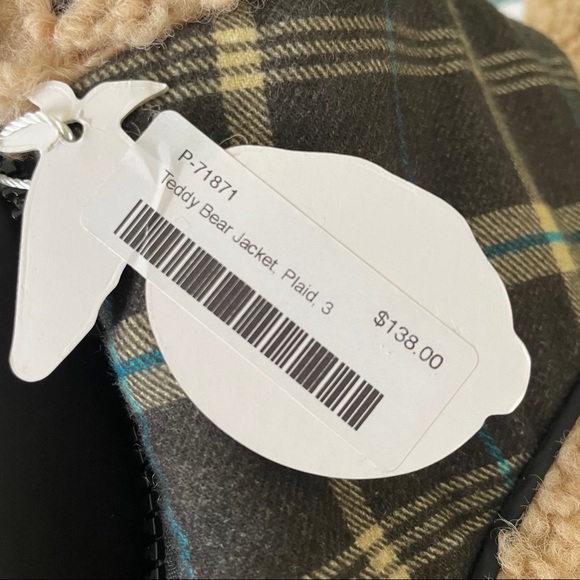 P-71871
Teddy Bear Jacket, Plaid, 3
$138.00